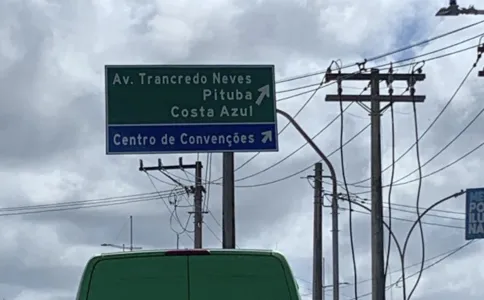 Av. Trancredo Neves
Pituba
Costa Azul
Centro de Convenções